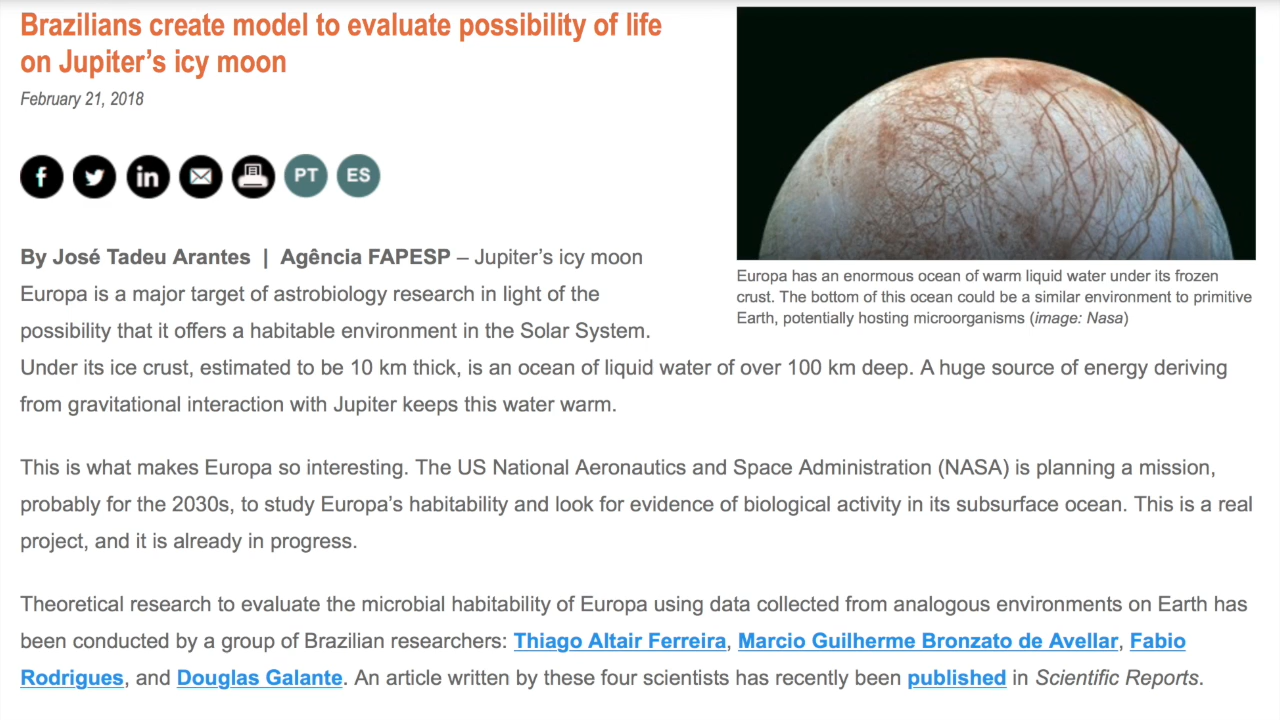 Brazilians create model to evaluate possibility of life
on Jupiter’s icy moon
February 21, 2018
f
in
PT
ES
By José Tadeu Arantes | Agência FAPESP – Jupiter’s icy moon
Europa is a major target of astrobiology research in light of the
possibility that it offers a habitable environment in the Solar System.
Under its ice crust, estimated to be 10 km thick, is an ocean of liquid water of over 100 km deep. A huge source of energy deriving
from gravitational interaction with Jupiter keeps this water warm.
Europa has an enormous ocean of warm liquid water under its frozen
crust. The bottom of this ocean could be a similar environment to primitive
Earth, potentially hosting microorganisms (image: Nasa)
This is what makes Europa so interesting. The US National Aeronautics and Space Administration (NASA) is planning a mission,
probably for the 2030s, to study Europa’s habitability and look for evidence of biological activity in its subsurface ocean. This is a real
project, and it is already in progress.
Theoretical research to evaluate the microbial habitability of Europa using data collected from analogous environments on Earth has
been conducted by a group of Brazilian researchers: Thiago Altair Ferreira, Marcio Guilherme Bronzato de Avellar, Fabio
Rodrigues, and Douglas Galante. An article written by these four scientists has recently been published in Scientific Reports.